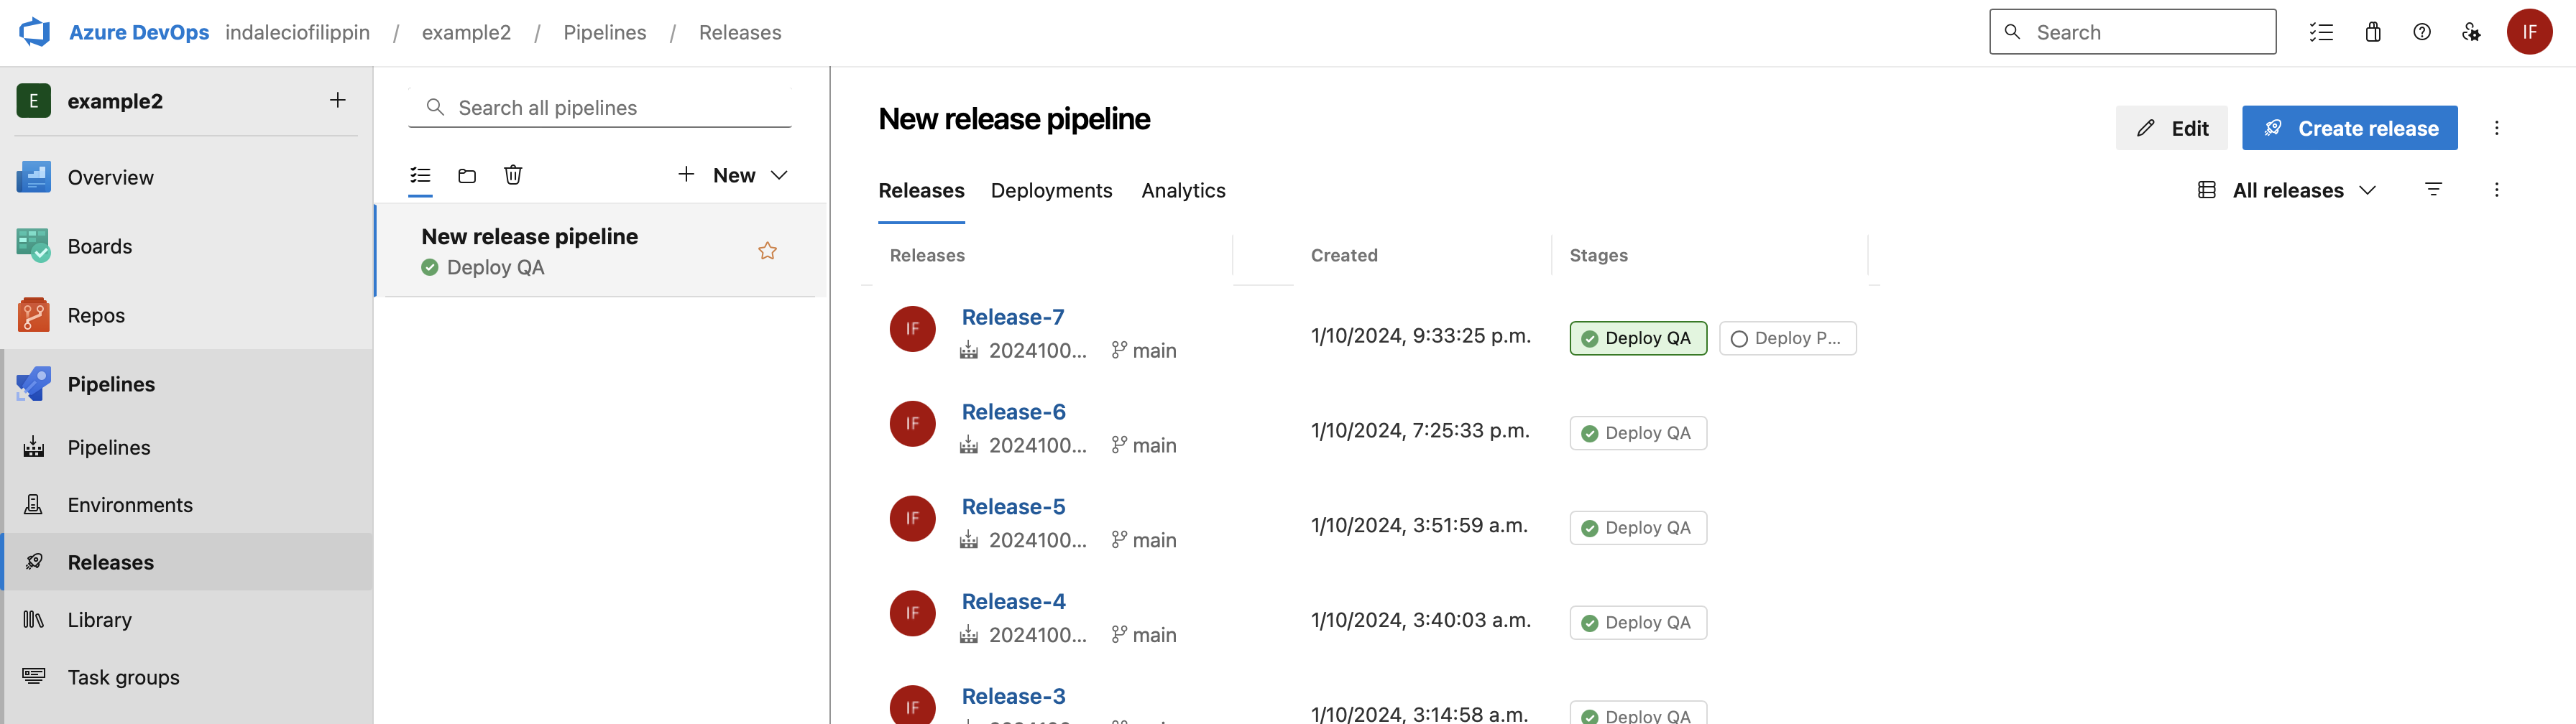 Azure DevOps indaleciofilippin / example2 / Pipelines / Releases
Search
IF
E example2
Overview
Boards
Repos
Pipelines
Pipelines
Environments
Releases
Library
Task groups
Search all pipelines
New
New release pipeline
Deploy QA
New release pipeline
Edit
Create release
Releases Deployments Analytics
All releases
Releases Created Stages
IF Release-7
2024100... main
1/10/2024, 9:33:25 p.m.
Deploy QA Deploy P...
IF Release-6
2024100... main
1/10/2024, 7:25:33 p.m.
Deploy QA
IF Release-5
2024100... main
1/10/2024, 3:51:59 a.m.
Deploy QA
IF Release-4
2024100... main
1/10/2024, 3:40:03 a.m.
Deploy QA
IF Release-3
1/10/2024, 3:14:58 a.m.
Deploy QA